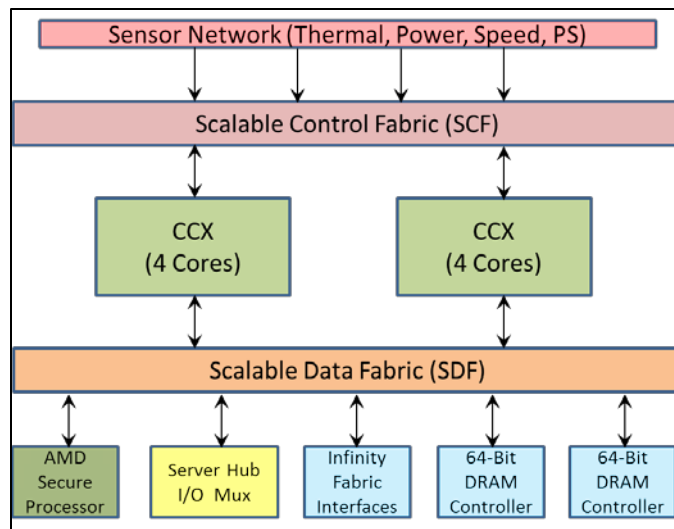 Sensor Network (Thermal, Power, Speed, PS)
Scalable Control Fabric (SCF)
CCX
(4 Cores)
CCX
(4 Cores)
Scalable Data Fabric (SDF)
AMD
Secure
Processor
Server Hub
I/O Mux
Infinity
Fabric
Interfaces
64-Bit
DRAM
Controller
64-Bit
DRAM
Controller